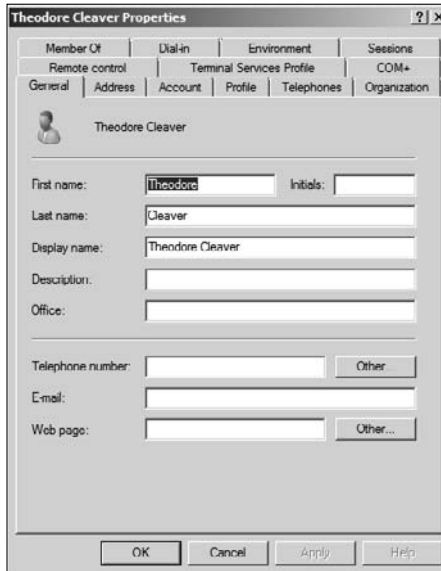 Theodore Cleaver Properties
Member Of Dial-in Environment Sessions
Remote control Terminal Services Profile COM+
General Address Account Profile Telephones Organization
Theodore Cleaver
First name: Theodore Initials:
Last name: Cleaver
Display name: Theodore Cleaver
Description:
Office:
Telephone number: Other...
E-mail:
Web page: Other...
OK Cancel Apply Help